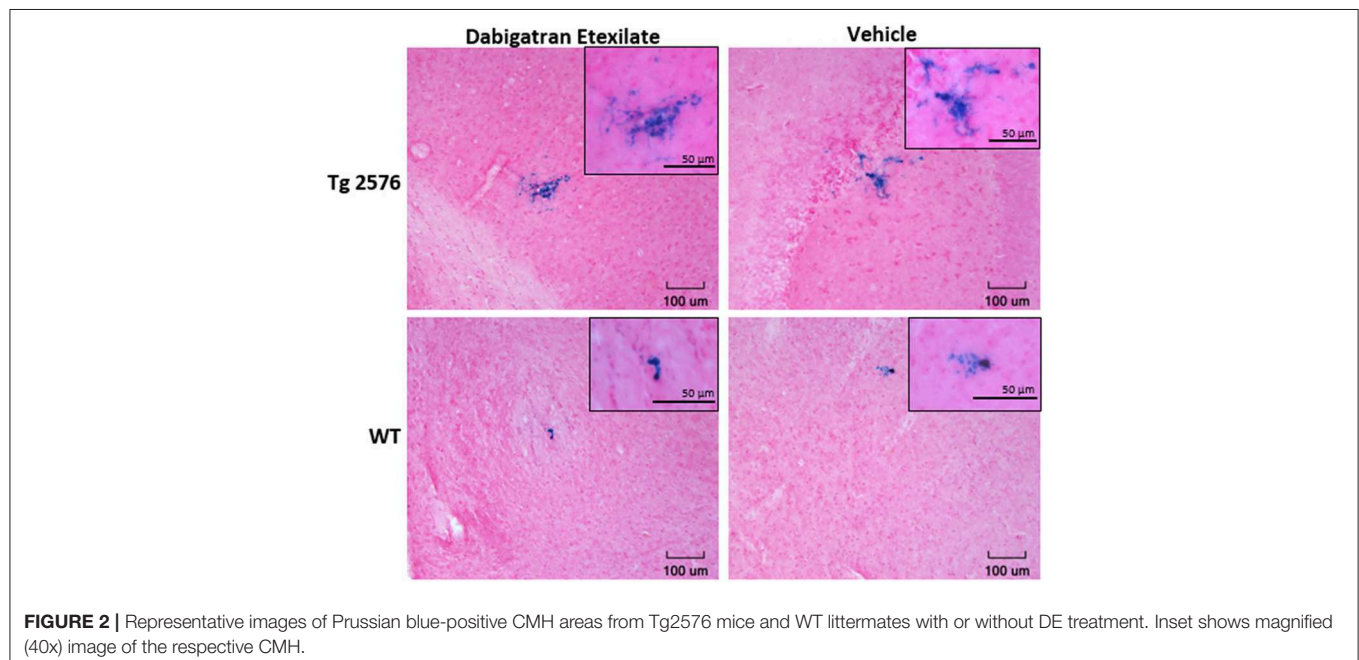 Dabigatran Etexilate
Vehicle
50 µm
50 µm
Tg 2576
100 um
100 um
50 µm
50 µm
WT
100 um
100 um
FIGURE 2 | Representative images of Prussian blue-positive CMH areas from Tg2576 mice and WT littermates with or without DE treatment. Inset shows magnified
(40x) image of the respective CMH.